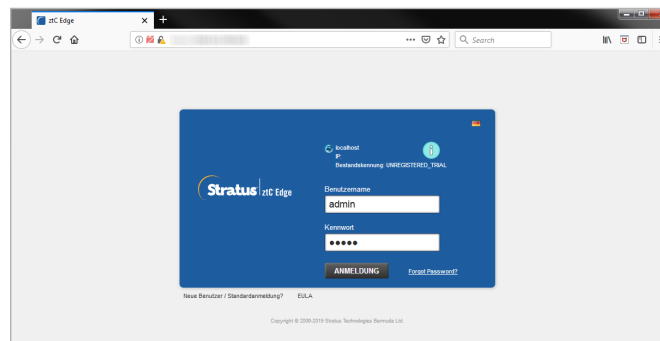 ztC Edge
Search
localhost
IP:
Bestandskennung: UNREGISTERED_TRIAL
Stratus ztC Edge
Benutzername
admin
Kennwort
ANMELDUNG
Forgot Password?
Neue Benutzer / Standardanmeldung? EULA
Copyright © 2000-2019 Stratus Technologies Bermuda Ltd.